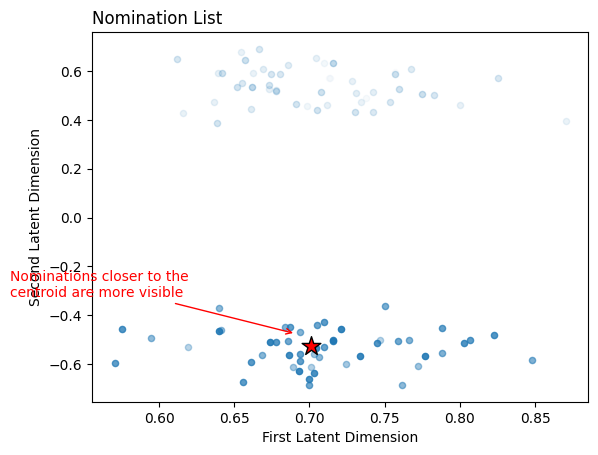 Nomination List
Second Latent Dimension
0.6
0.4
0.2
0.0
−0.2
−0.4
−0.6
Nominations closer to the
centroid are more visible
0.60
0.65
0.70
0.75
0.80
0.85
First Latent Dimension